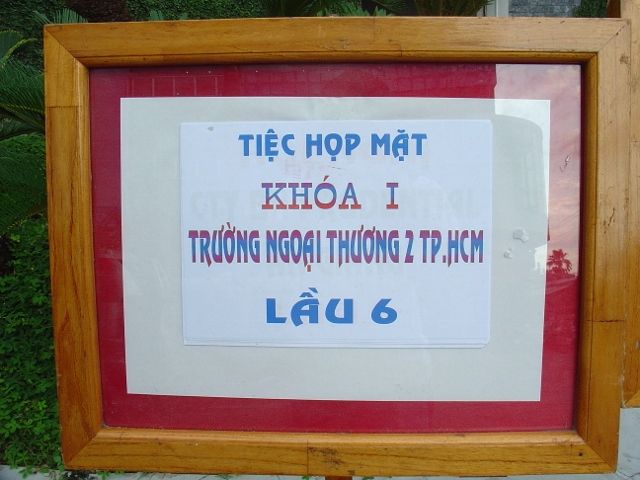 TIỆC HỌP MẶT
KHÓA I
TRƯỜNG NGOẠI THƯƠNG 2 TP.HCM
LẦU 6